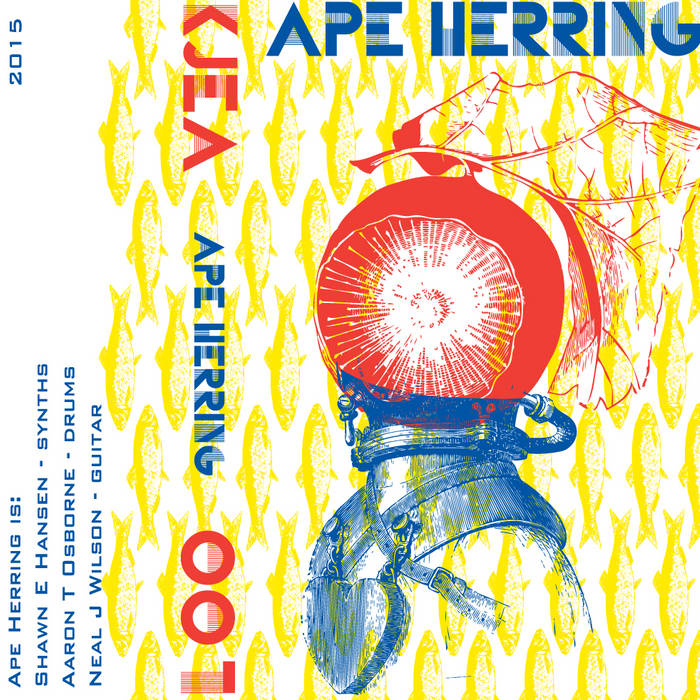 APE HERRING
KJEA APE HERRING 001
2015
APE HERRING IS:
SHAWN E HANSEN - SYNTHS
AARON T OSBORNE - DRUMS
NEAL J WILSON - GUITAR